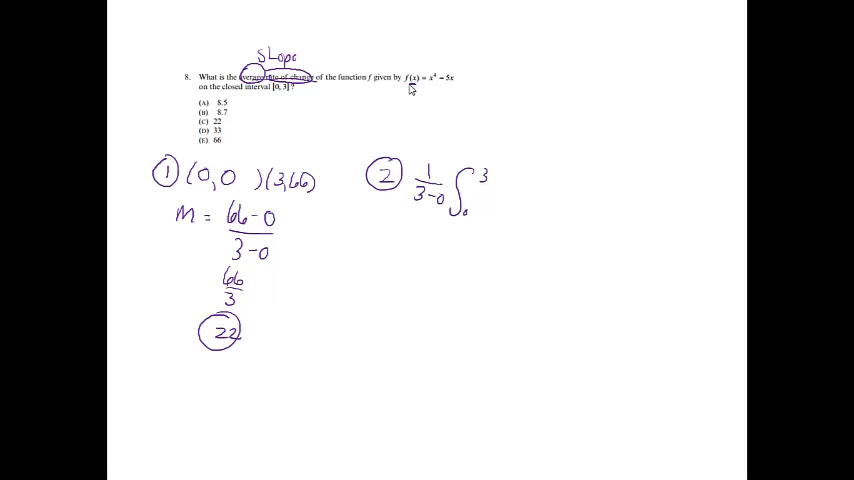 SLope
8. What is the average rate of change of the function f given by f(x) = x⁴ − 5x
on the closed interval [0, 3]?
(A) 8.5
(B) 8.7
(C) 22
(D) 33
(E) 66
1 (0,0 )(3,66)
M = 66-0
3-0
66
3
22
2 1
3-0 ∫ 3
0